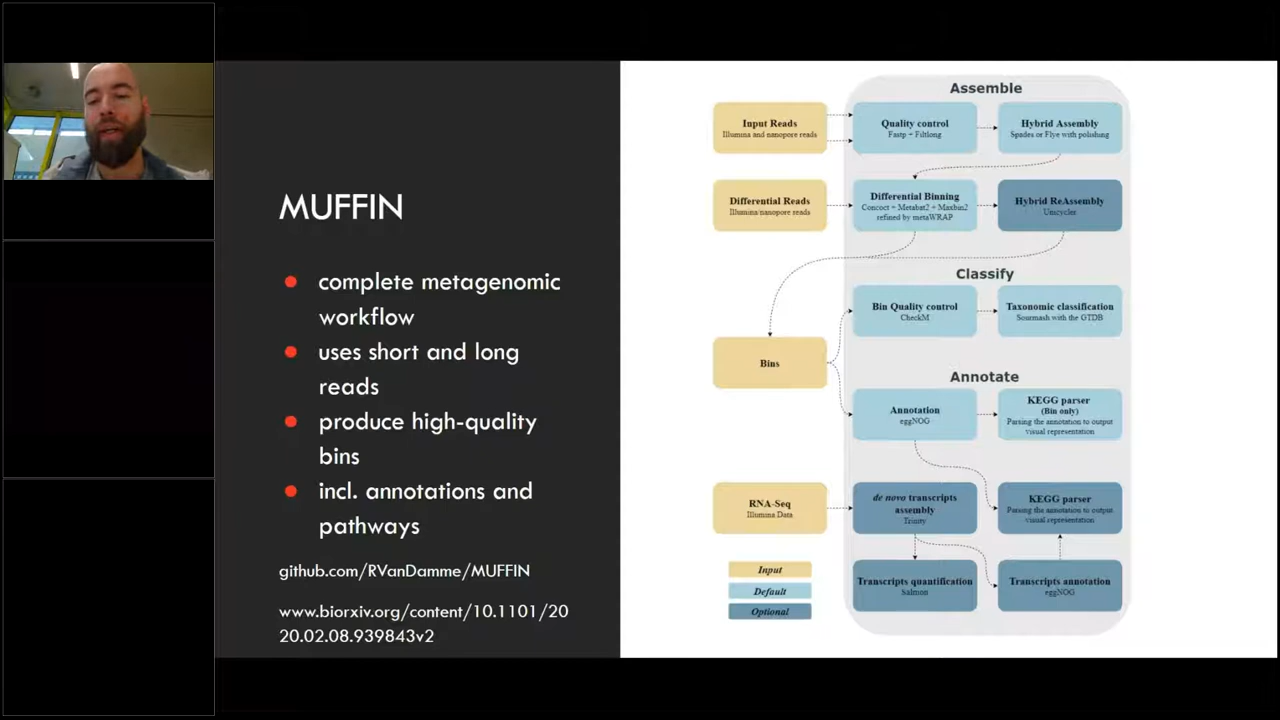 MUFFIN
complete metagenomic
workflow
uses short and long
reads
produce high-quality
bins
incl. annotations and
pathways
github.com/RVanDamme/MUFFIN
www.biorxiv.org/content/10.1101/20
20.02.08.939843v2
Assemble
Input Reads
Illumina and nanopore reads
Quality control
Fastp + Filtlong
Hybrid Assembly
Spades or Flye with polishing
Differential Reads
Illumina/nanopore reads
Differential Binning
Concoct + Metabat2 + Maxbin2
refined by metaWRAP
Hybrid ReAssembly
Unicycler
Classify
Bin Quality control
CheckM
Taxonomic classification
Sourmash with the GTDB
Bins
Annotate
Annotation
eggNOG
KEGG parser
(Bin only)
Parsing the annotation to output
visual representation
RNA-Seq
Illumina Data
de novo transcripts
assembly
Trinity
KEGG parser
Parsing the annotation to output
visual representation
Transcripts quantification
Salmon
Transcripts annotation
eggNOG
Input
Default
Optional